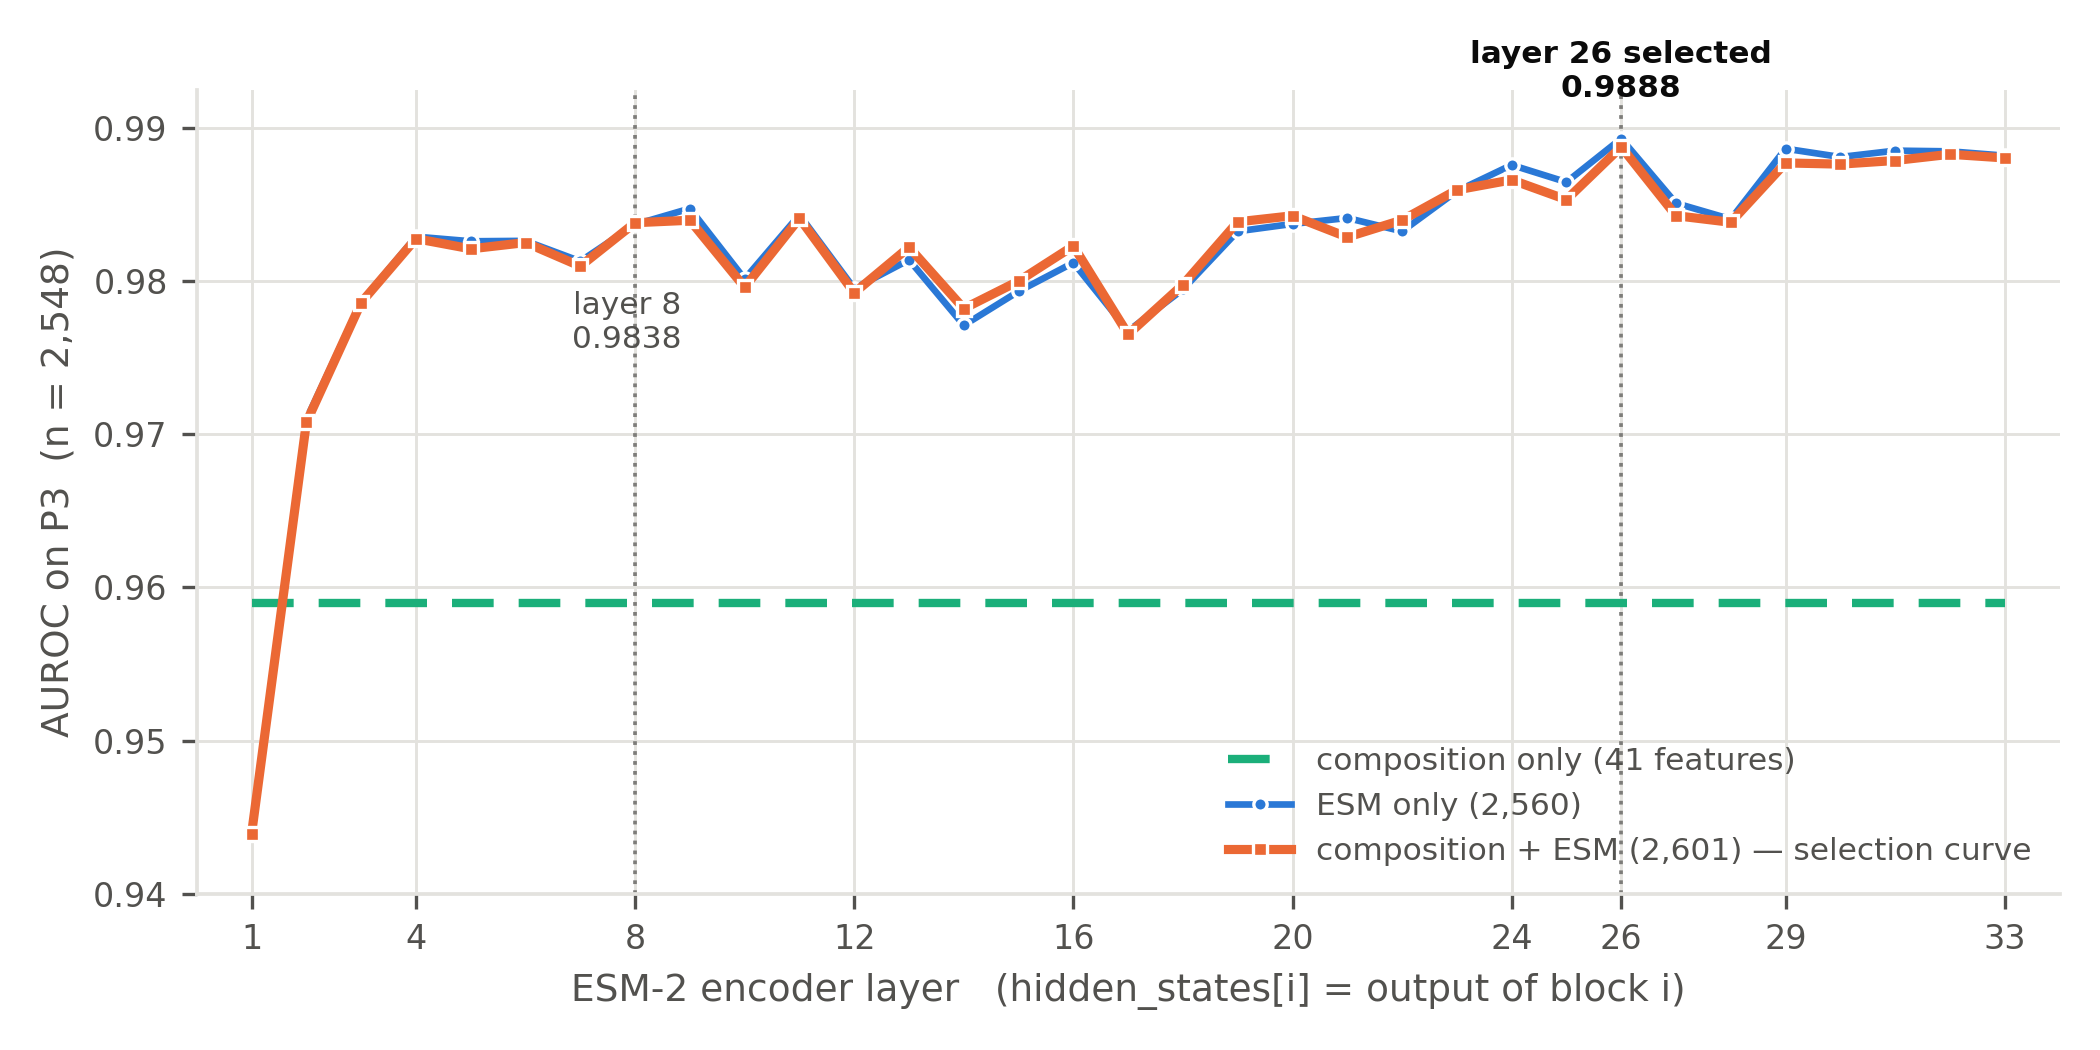 layer 26 selected
0.9888
0.99
0.98
0.97
0.96
0.95
0.94
AUROC on P3 (n = 2,548)
layer 8
0.9838
composition only (41 features)
ESM only (2,560)
composition + ESM (2,601) — selection curve
1 4 8 12 16 20 24 26 29 33
ESM-2 encoder layer (hidden_states[i] = output of block i)